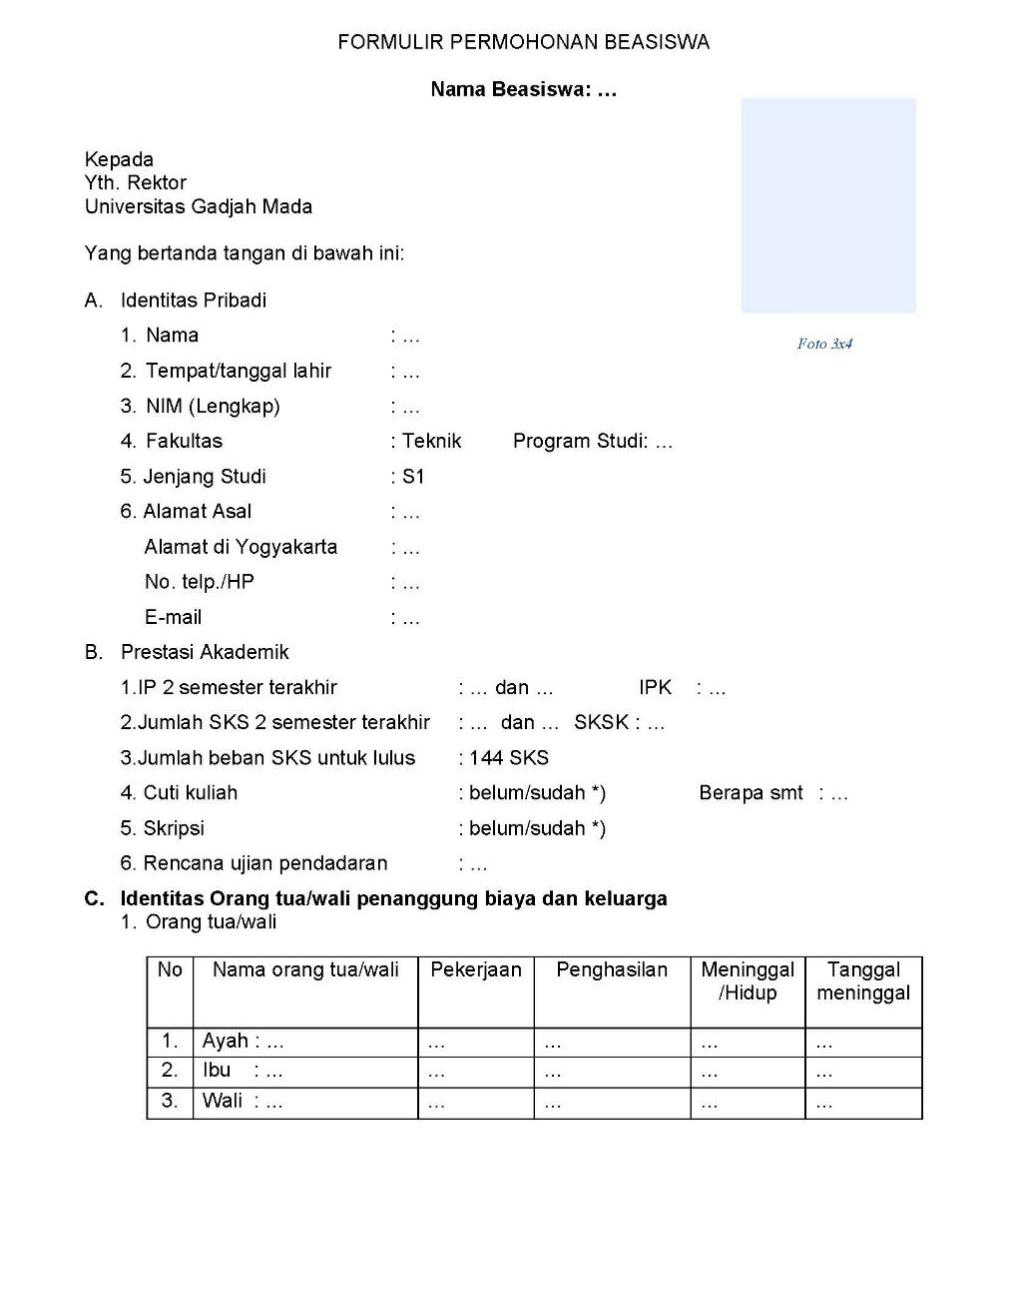 FORMULIR PERMOHONAN BEASISWA
Nama Beasiswa: ...
Kepada
Yth. Rektor
Universitas Gadjah Mada
Yang bertanda tangan di bawah ini:
A. Identitas Pribadi
1. Nama : ...
Foto 3x4
2. Tempat/tanggal lahir : ...
3. NIM (Lengkap) : ...
4. Fakultas : Teknik Program Studi: ...
5. Jenjang Studi : S1
6. Alamat Asal : ...
Alamat di Yogyakarta : ...
No. telp./HP : ...
E-mail : ...
B. Prestasi Akademik
1.IP 2 semester terakhir : ... dan ... IPK : ...
2.Jumlah SKS 2 semester terakhir : ... dan ... SKSK : ...
3.Jumlah beban SKS untuk lulus : 144 SKS
4. Cuti kuliah : belum/sudah *) Berapa smt : ...
5. Skripsi : belum/sudah *)
6. Rencana ujian pendadaran : ...
C. Identitas Orang tua/wali penanggung biaya dan keluarga
1. Orang tua/wali
No Nama orang tua/wali Pekerjaan Penghasilan Meninggal Tanggal
/Hidup meninggal
1. Ayah : ... ... ... ... ...
2. Ibu : ... ... ... ... ...
3. Wali : ... ... ... ... ...